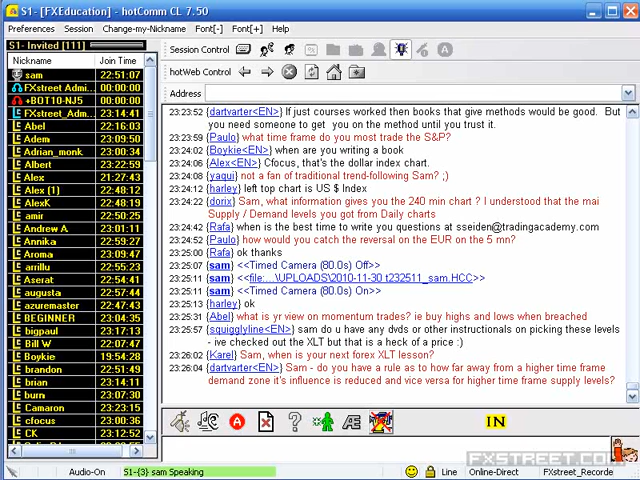 S1- [FXEducation] - hotComm CL 7.50
Preferences Session Change-my-Nickname Font[-] Font[+] Help
S1- Invited [111]
Nickname Join Time
sam 22:51:07
FXstreet Admi... 00:00:00
+BOT10-NJ5 00:00:00
FXstreet_Adm... 23:14:41
Abel 22:16:03
Adem 23:09:50
Adrian_monk 23:00:34
Albert 23:22:59
Alex 21:27:43
Alex (1) 22:48:12
AlexK 22:48:19
amir 22:50:25
Andrew A 23:01:11
Annika 22:59:27
Aroma 23:09:47
arrillu 22:55:23
Aserat 22:54:41
augusta 22:57:44
azuremaster 22:47:43
BEGINNER 23:04:35
bigpaul 23:13:37
Bill W 22:37:42
Boykie 19:54:28
brandon 22:21:36
brian 23:14:32
burn 23:07:30
Camaron 23:23:15
cfocus 23:00:36
CK 23:12:52
Session Control
hotWeb Control
Address
23:23:52 {dartvarter<EN>} If just courses worked then books that give methods would be good. But
you need someone to get you on the method until you trust it.
23:23:59 {Paulo} what time frame do you most trade the S&P?
23:24:02 {Boykie<EN>} when are you writing a book
23:24:06 {Alex<EN>} Cfocus, that's the dollar index chart.
23:24:08 {yaqui} not a fan of traditional trend-following Sam? ;)
23:24:12 {harley} left top chart is US $ Index
23:24:22 {dorix} Sam, what information gives you the 240 min chart ? I understood that the mai
Supply / Demand levels you got from Daily charts
23:24:42 {Rafa} when is the best time to write you questions at sseiden@tradingacademy.com
23:24:52 {Paulo} how would you catch the reversal on the EUR on the 5 mn?
23:25:00 {Rafa} ok thanks
23:25:07 {sam} <<Timed Camera (80.0s) Off>>
23:25:11 {sam} <<file:...\UPLOADS\2010-11-30 t232511_sam.HCC>>
23:25:11 {sam} <<Timed Camera (80.0s) On>>
23:25:13 {harley} ok
23:25:31 {Abel} what is yr view on momentum trades? ie buy highs and lows when breached
23:25:57 {squigglyline<EN>} sam do u have any dvds or other instructionals on picking these levels
- ive checked out the XLT but that is a heck of a price :)
23:26:02 {Karel} Sam, when is your next forex XLT lesson?
23:26:04 {dartvarter<EN>} Sam - do you have a rule as to how far away from a higher time frame
demand zone it's influence is reduced and vice versa for higher time frame supply levels?
A ? Æ IN
FXSTREET.COM
Audio-On S1-{3} sam Speaking Line Online-Direct FXstreet_Recorde